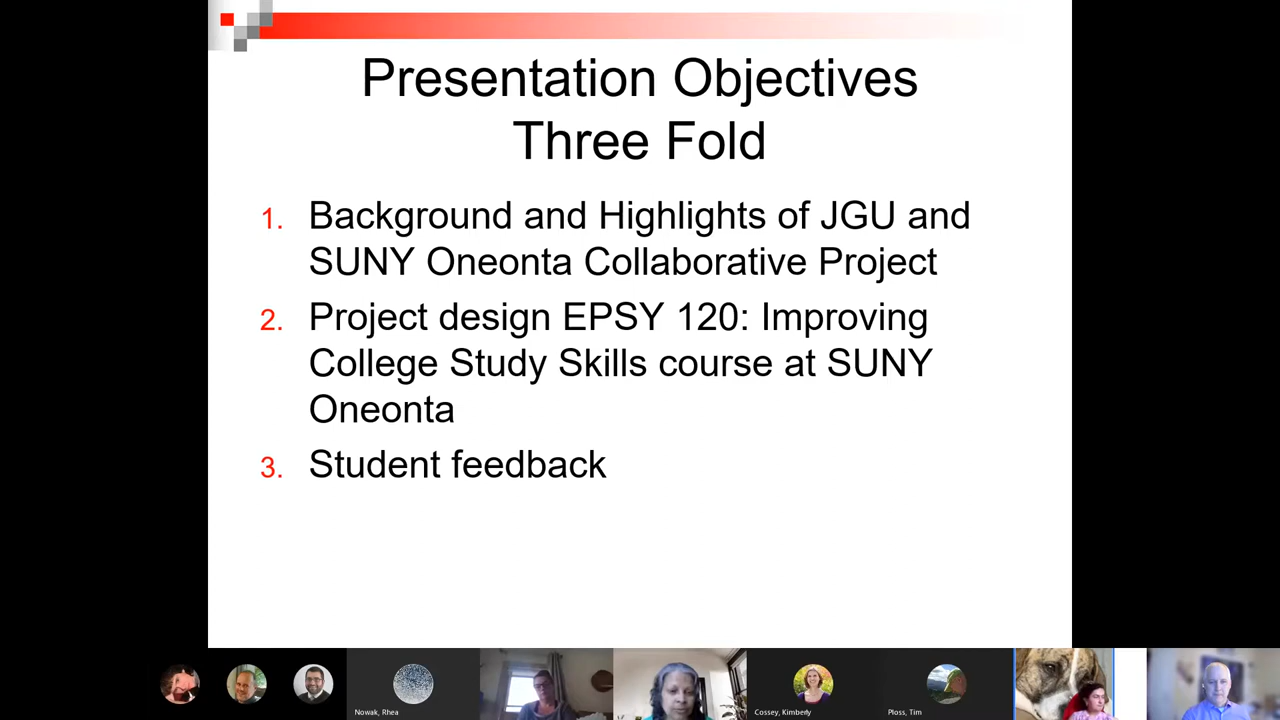 Presentation Objectives
Three Fold
1. Background and Highlights of JGU and
SUNY Oneonta Collaborative Project
2. Project design EPSY 120: Improving
College Study Skills course at SUNY
Oneonta
3. Student feedback
Nowak, Rhea
Cossey, Kimberly
Ploss, Tim